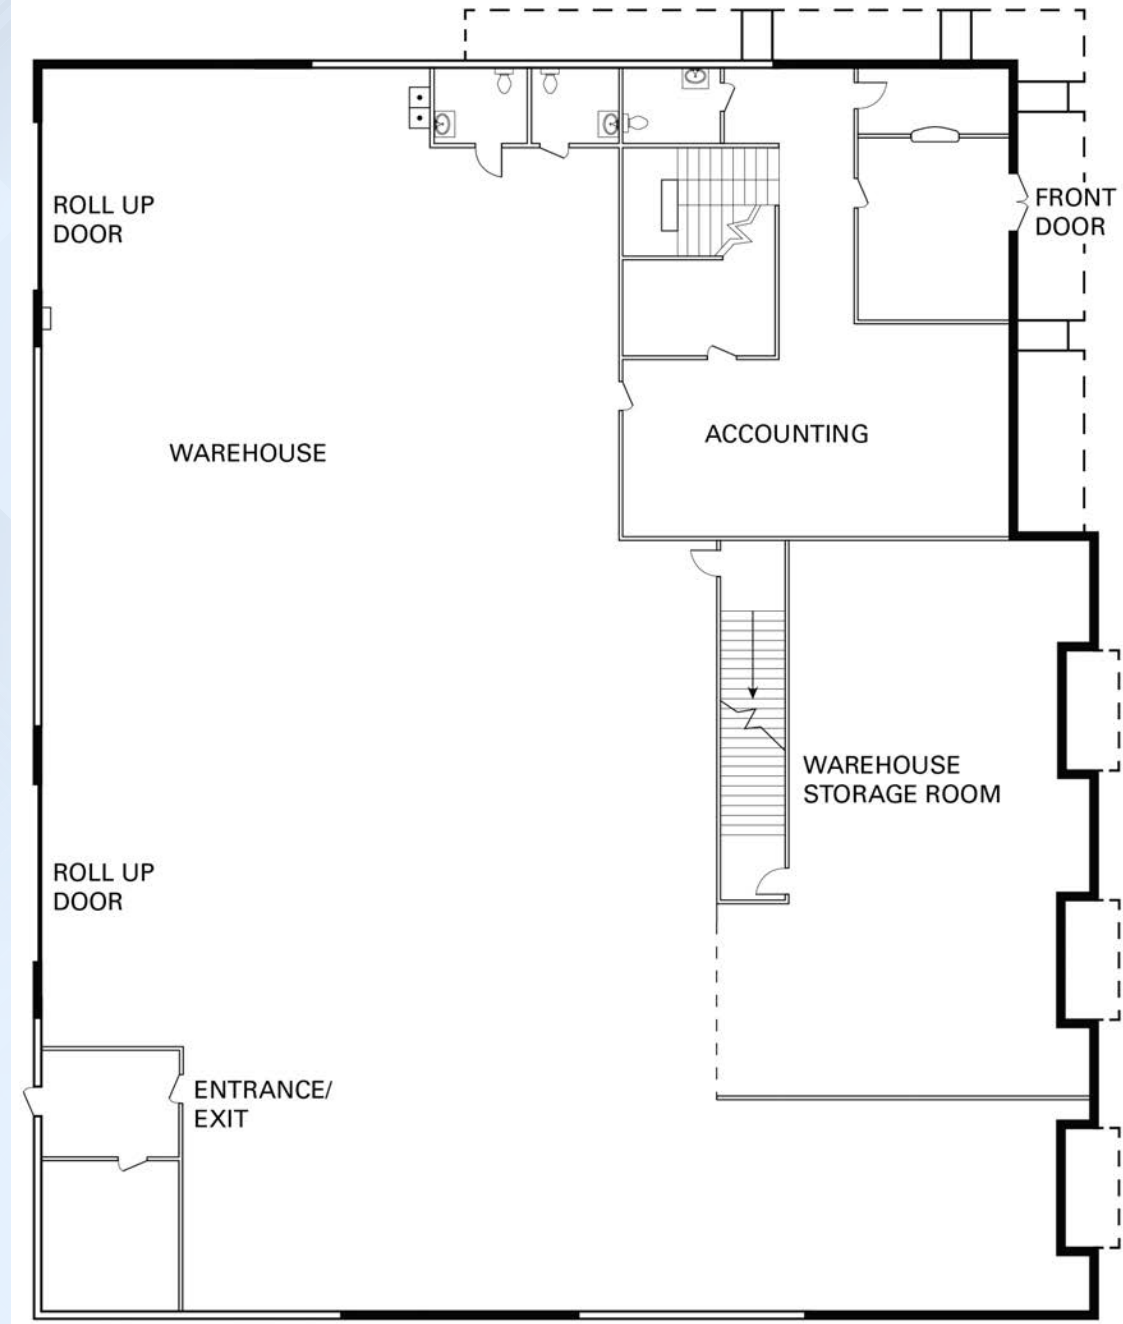 ROLL UP
DOOR
FRONT
DOOR
WAREHOUSE
ACCOUNTING
WAREHOUSE
STORAGE ROOM
ROLL UP
DOOR
ENTRANCE/
EXIT